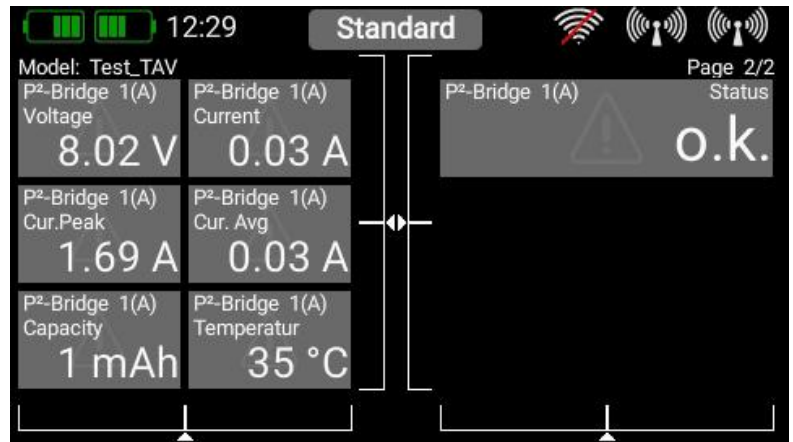 12:29 Standard
Model: Test_TAV Page 2/2
P²-Bridge 1(A)
Voltage
8.02 V
P²-Bridge 1(A)
Current
0.03 A
P²-Bridge 1(A) Status
o.k.
P²-Bridge 1(A)
Cur.Peak
1.69 A
P²-Bridge 1(A)
Cur. Avg
0.03 A
P²-Bridge 1(A)
Capacity
1 mAh
P²-Bridge 1(A)
Temperatur
35 °C